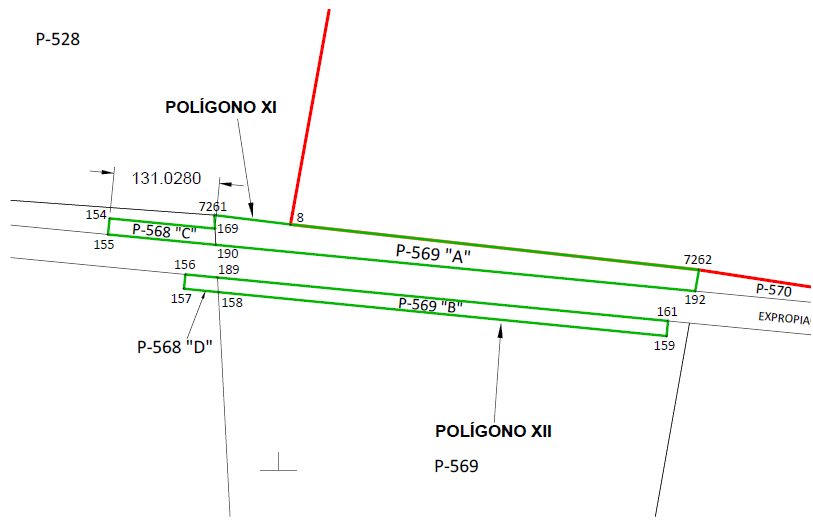 P-528
POLÍGONO XI
131.0280
154
7261
8
P-568 "C"
169
155
190
P-569 "A"
7262
P-570
192
156
189
EXPROPIA
157
158
P-569 "B"
161
159
P-568 "D"
POLÍGONO XII
P-569